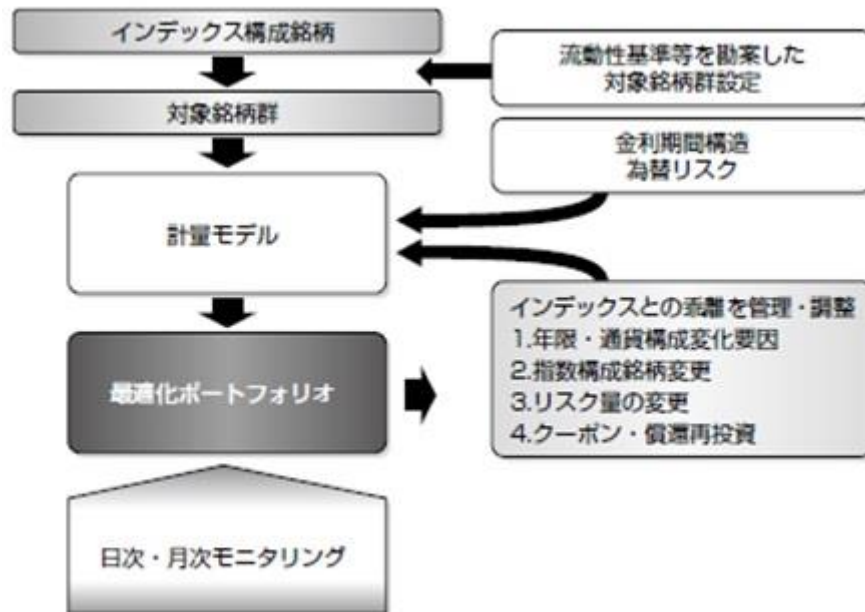 インデックス構成銘柄
流動性基準等を勘案した
対象銘柄群設定
対象銘柄群
金利期間構造
為替リスク
計量モデル
インデックスとの乖離を管理・調整
1.年限・通貨構成変化要因
2.指数構成銘柄変更
3.リスク量の変更
4.クーポン・償還再投資
最適化ポートフォリオ
日次・月次モニタリング